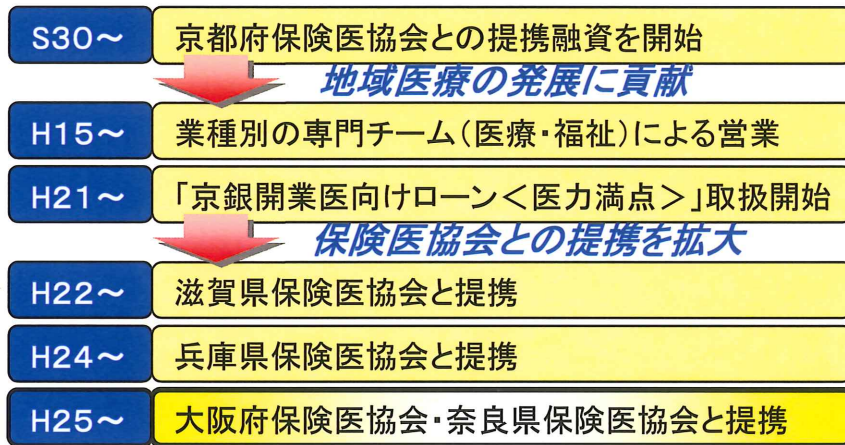 S30～ 京都府保険医協会との提携融資を開始
地域医療の発展に貢献
H15～ 業種別の専門チーム(医療・福祉)による営業
H21～ 「京銀開業医向けローン<医力満点>」取扱開始
保険医協会との提携を拡大
H22～ 滋賀県保険医協会と提携
H24～ 兵庫県保険医協会と提携
H25～ 大阪府保険医協会・奈良県保険医協会と提携